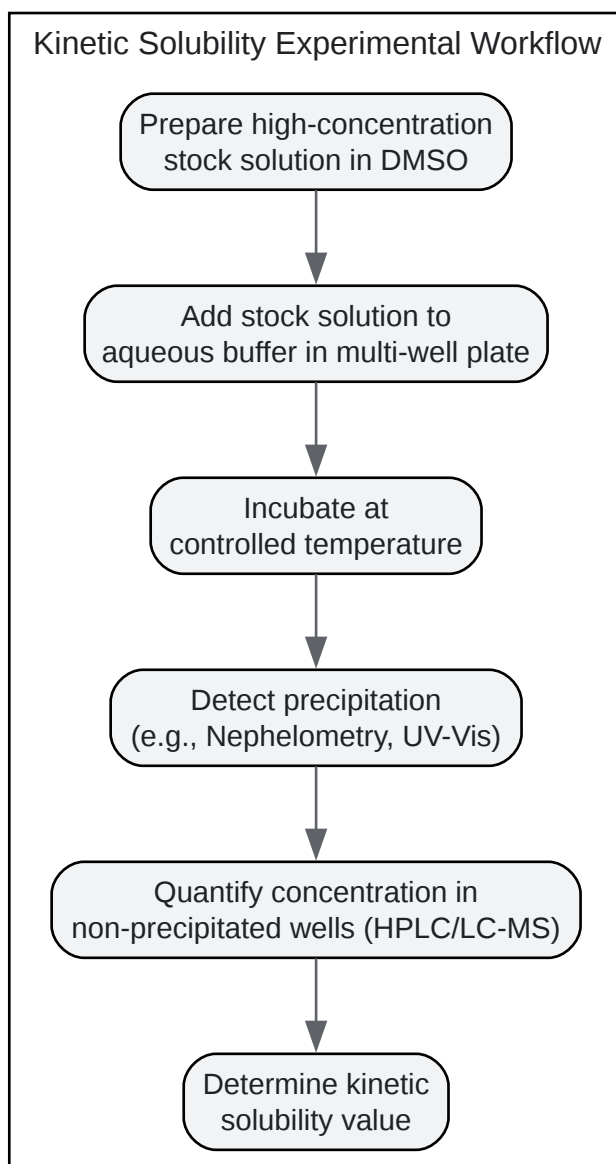 Kinetic Solubility Experimental Workflow
Prepare high-concentration
stock solution in DMSO
Add stock solution to
aqueous buffer in multi-well plate
Incubate at
controlled temperature
Detect precipitation
(e.g., Nephelometry, UV-Vis)
Quantify concentration in
non-precipitated wells (HPLC/LC-MS)
Determine kinetic
solubility value